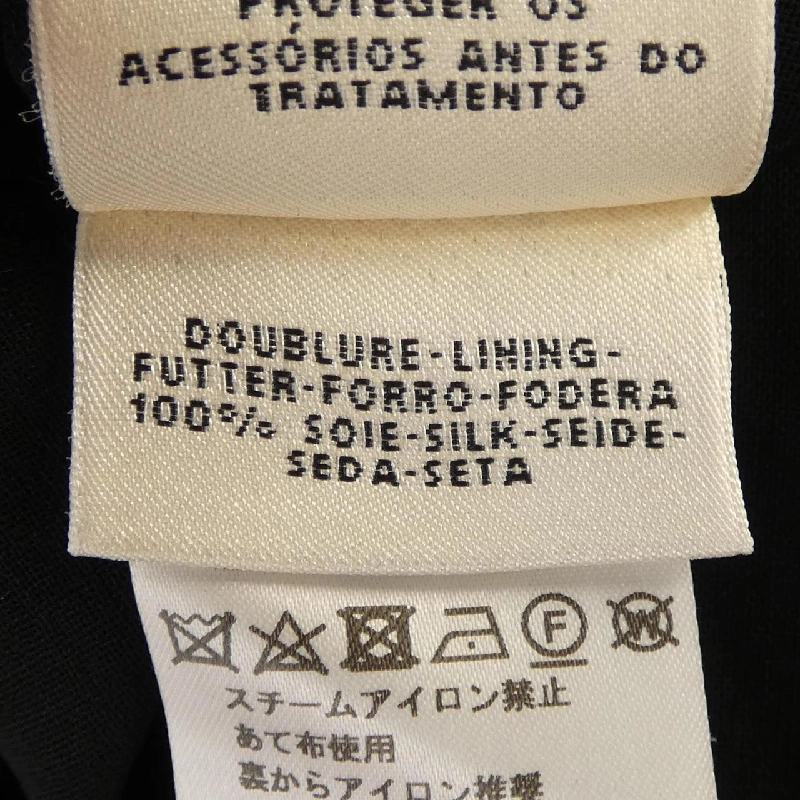 PROTEGER OS
ACESSÓRIOS ANTES DO
TRATAMENTO
DOUBLURE-LINING-
FUTTER-FORRO-FODERA
100% SOIE-SILK-SEIDE-
SEDA-SETA
F W
スチームアイロン禁止
あて布使用
裏からアイロン推奨